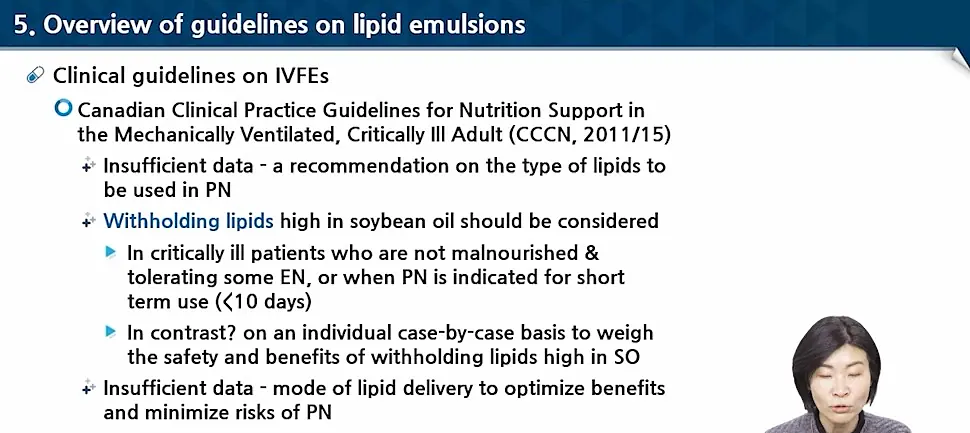 5. Overview of guidelines on lipid emulsions
Clinical guidelines on IVFEs
Canadian Clinical Practice Guidelines for Nutrition Support in
the Mechanically Ventilated, Critically Ill Adult (CCCN, 2011/15)
Insufficient data - a recommendation on the type of lipids to
be used in PN
Withholding lipids high in soybean oil should be considered
In critically ill patients who are not malnourished &
tolerating some EN, or when PN is indicated for short
term use (<10 days)
In contrast? on an individual case-by-case basis to weigh
the safety and benefits of withholding lipids high in SO
Insufficient data - mode of lipid delivery to optimize benefits
and minimize risks of PN